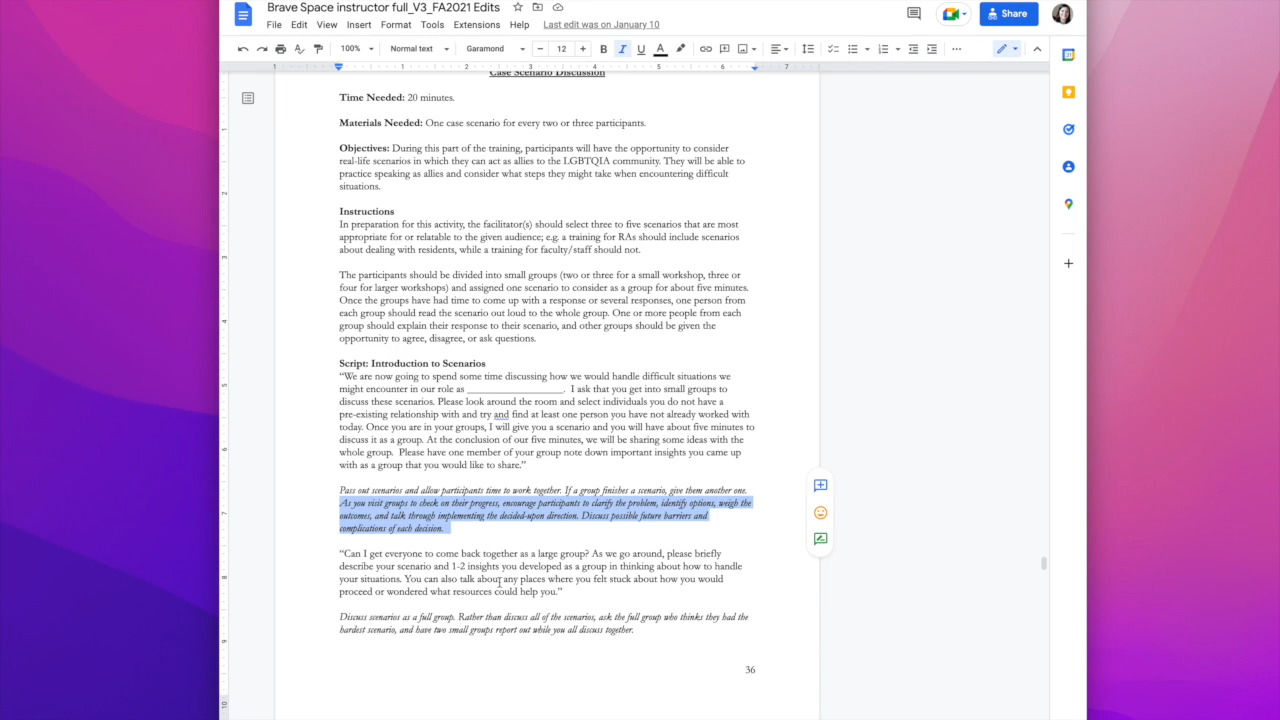 Brave Space instructor full_V3_FA2021 Edits
File Edit View Insert Format Tools Extensions Help Last edit was on January 10
Share
100% Normal text Garamond 12 B I U A
1 1 2 3 4 5 6 7
Case Scenario Discussion
Time Needed: 20 minutes.
Materials Needed: One case scenario for every two or three participants.
Objectives: During this part of the training, participants will have the opportunity to consider
real-life scenarios in which they can act as allies to the LGBTQIA community. They will be able to
practice speaking as allies and consider what steps they might take when encountering difficult
situations.
Instructions
In preparation for this activity, the facilitator(s) should select three to five scenarios that are most
appropriate for or relatable to the given audience; e.g. a training for RAs should include scenarios
about dealing with residents, while a training for faculty/staff should not.
The participants should be divided into small groups (two or three for a small workshop, three or
four for larger workshops) and assigned one scenario to consider as a group for about five minutes.
Once the groups have had time to come up with a response or several responses, one person from
each group should read the scenario out loud to the whole group. One or more people from each
group should explain their response to their scenario, and other groups should be given the
opportunity to agree, disagree, or ask questions.
Script: Introduction to Scenarios
“We are now going to spend some time discussing how we would handle difficult situations we
might encounter in our role as ___________________. I ask that you get into small groups to
discuss these scenarios. Please look around the room and select individuals you do not have a
pre-existing relationship with and try and find at least one person you have not already worked with
today. Once you are in your groups, I will give you a scenario and you will have about five minutes to
discuss it as a group. At the conclusion of our five minutes, we will be sharing some ideas with the
whole group. Please have one member of your group note down important insights you came up
with as a group that you would like to share.”
Pass out scenarios and allow participants time to work together. If a group finishes a scenario, give them another one.
As you visit groups to check on their progress, encourage participants to clarify the problem, identify options, weigh the
outcomes, and talk through implementing the decided-upon direction. Discuss possible future barriers and
complications of each decision.
“Can I get everyone to come back together as a large group? As we go around, please briefly
describe your scenario and 1-2 insights you developed as a group in thinking about how to handle
your situations. You can also talk about any places where you felt stuck about how you would
proceed or wondered what resources could help you.”
Discuss scenarios as a full group. Rather than discuss all of the scenarios, ask the full group who thinks they had the
hardest scenario, and have two small groups report out while you all discuss together.
36